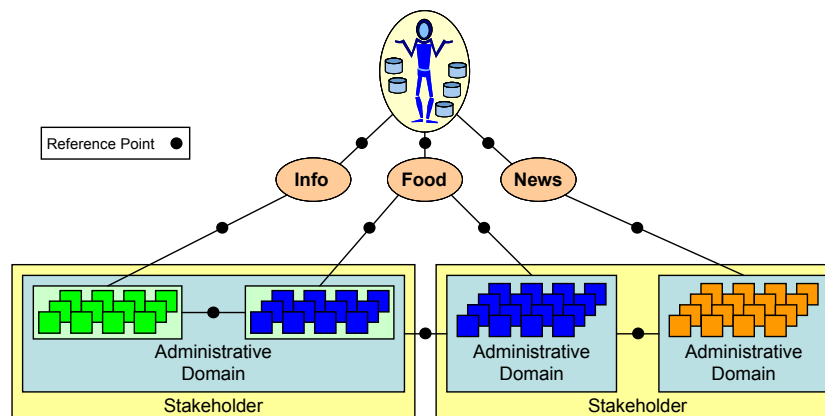 Reference Point
Info
Food
News
Administrative
Domain
Administrative
Domain
Administrative
Domain
Stakeholder
Stakeholder